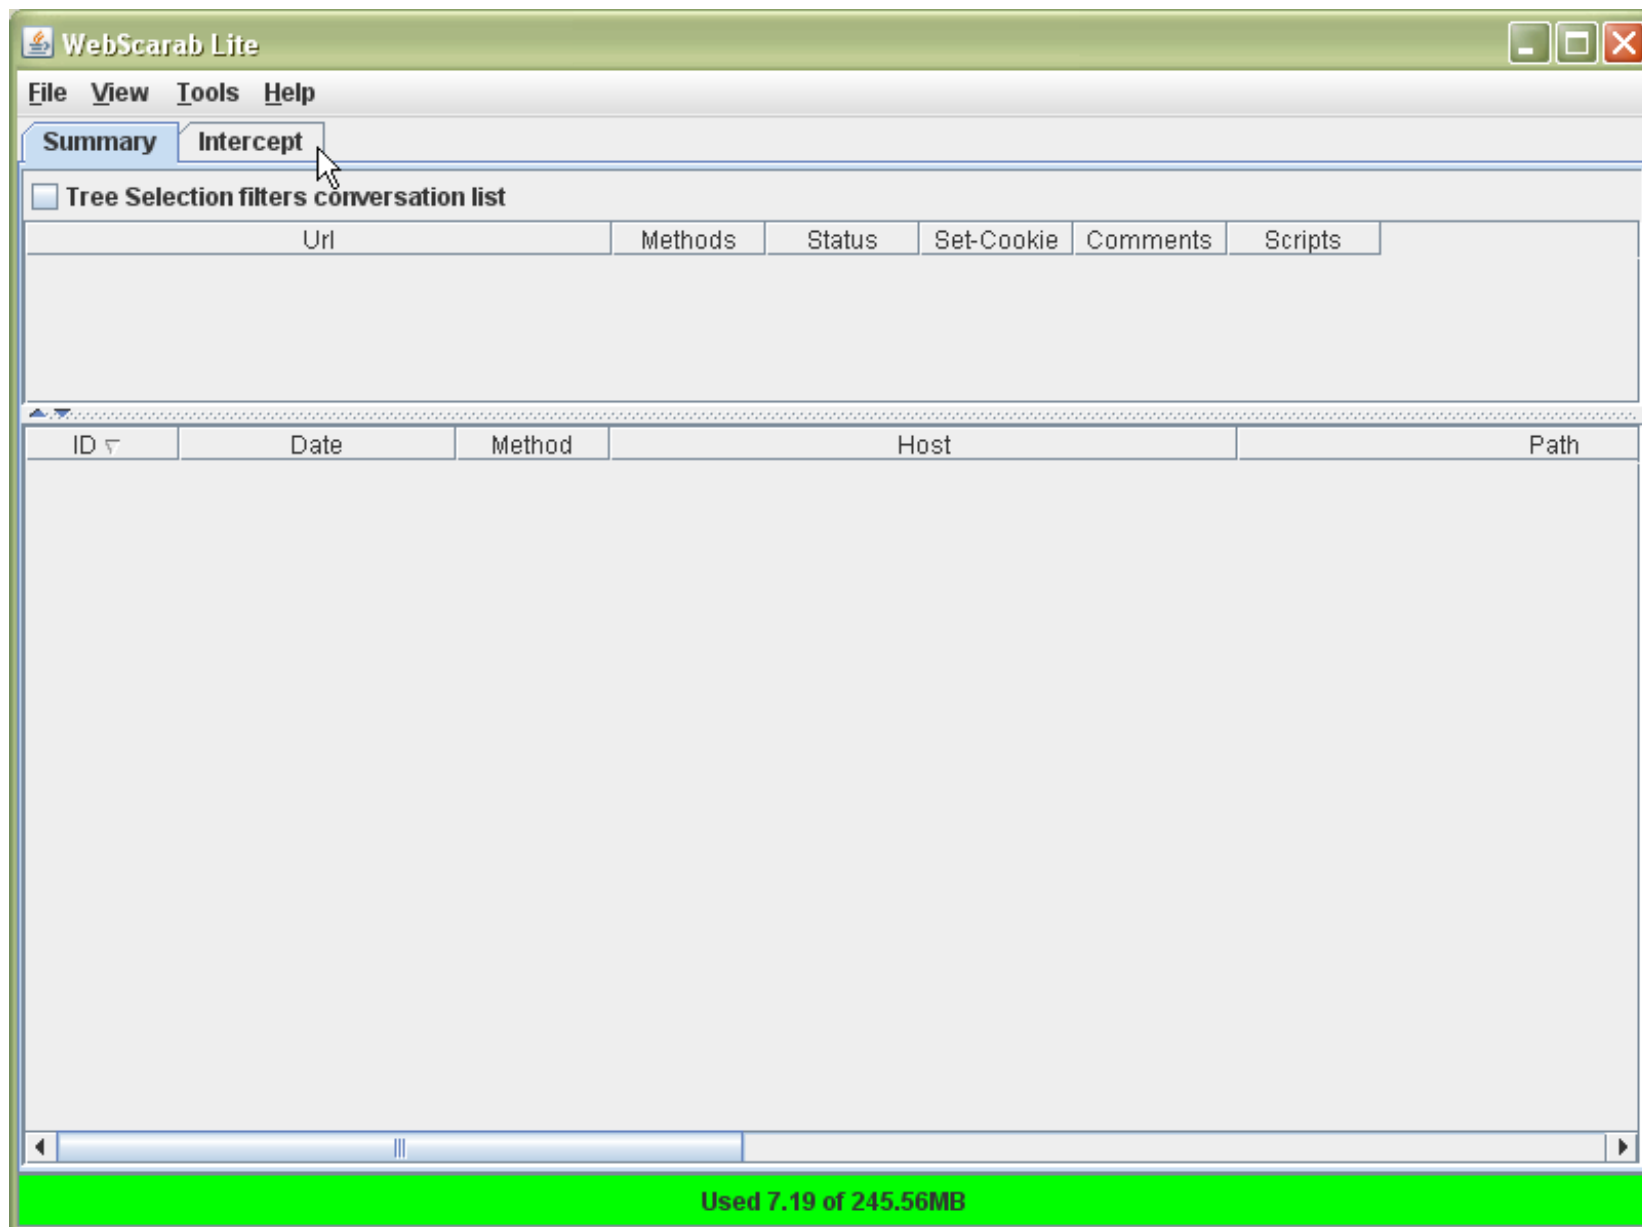 WebScarab Lite
File View Tools Help
Summary Intercept
Tree Selection filters conversation list
Url Methods Status Set-Cookie Comments Scripts
ID Date Method Host Path
Used 7.19 of 245.56MB